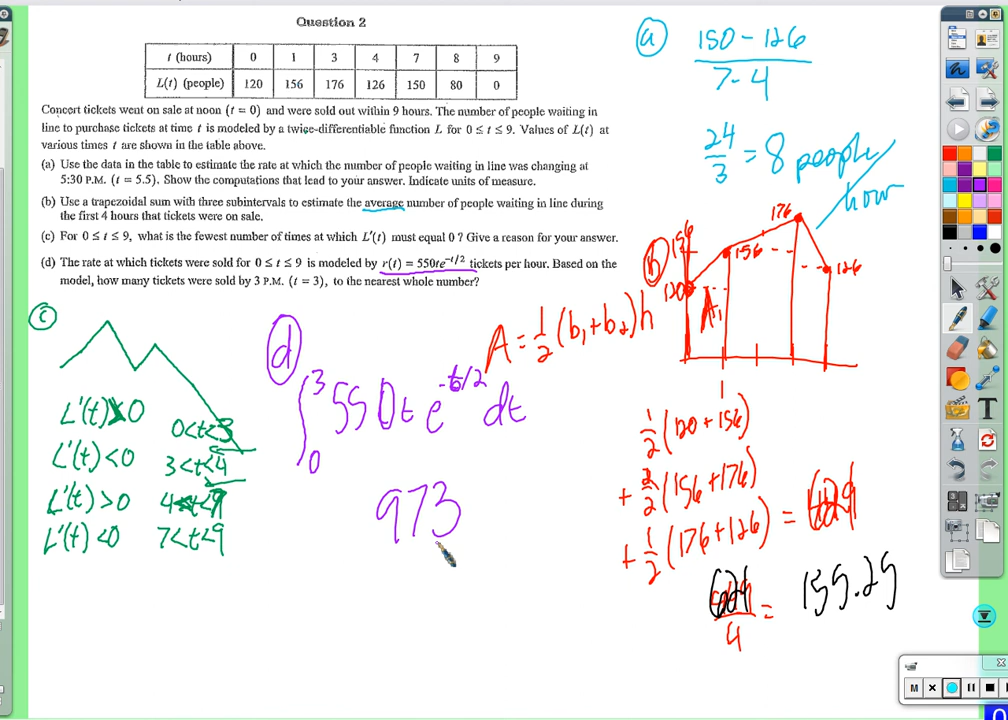 Question 2
t (hours) 0 1 3 4 7 8 9
L(t) (people) 120 156 176 126 150 80 0
Concert tickets went on sale at noon (t = 0) and were sold out within 9 hours. The number of people waiting in
line to purchase tickets at time t is modeled by a twice-differentiable function L for 0 ≤ t ≤ 9. Values of L(t) at
various times t are shown in the table above.
(a) Use the data in the table to estimate the rate at which the number of people waiting in line was changing at
5:30 P.M. (t = 5.5). Show the computations that lead to your answer. Indicate units of measure.
(b) Use a trapezoidal sum with three subintervals to estimate the average number of people waiting in line during
the first 4 hours that tickets were on sale.
(c) For 0 ≤ t ≤ 9, what is the fewest number of times at which L′(t) must equal 0? Give a reason for your answer.
(d) The rate at which tickets were sold for 0 ≤ t ≤ 9 is modeled by r(t) = 550te^{-t/2} tickets per hour. Based on the
model, how many tickets were sold by 3 P.M. (t = 3), to the nearest whole number?
(a) 150 - 126
7 - 4
24/3 = 8 people/hour
(b)
156
120
A₁
156
176
126
1
A = 1/2 (b₁ + b₂) h
1/2 (120 + 156)
+ 2/2 (156 + 176)
+ 1/2 (176 + 126) =
/4 = 155.25
(c)
L'(t) > 0 0<t<3
L'(t) < 0 3<t<4
L'(t) > 0 4<t<7
L'(t) < 0 7<t<9
(d)
∫₀³ 550t e^{-t/2} dt
973
M